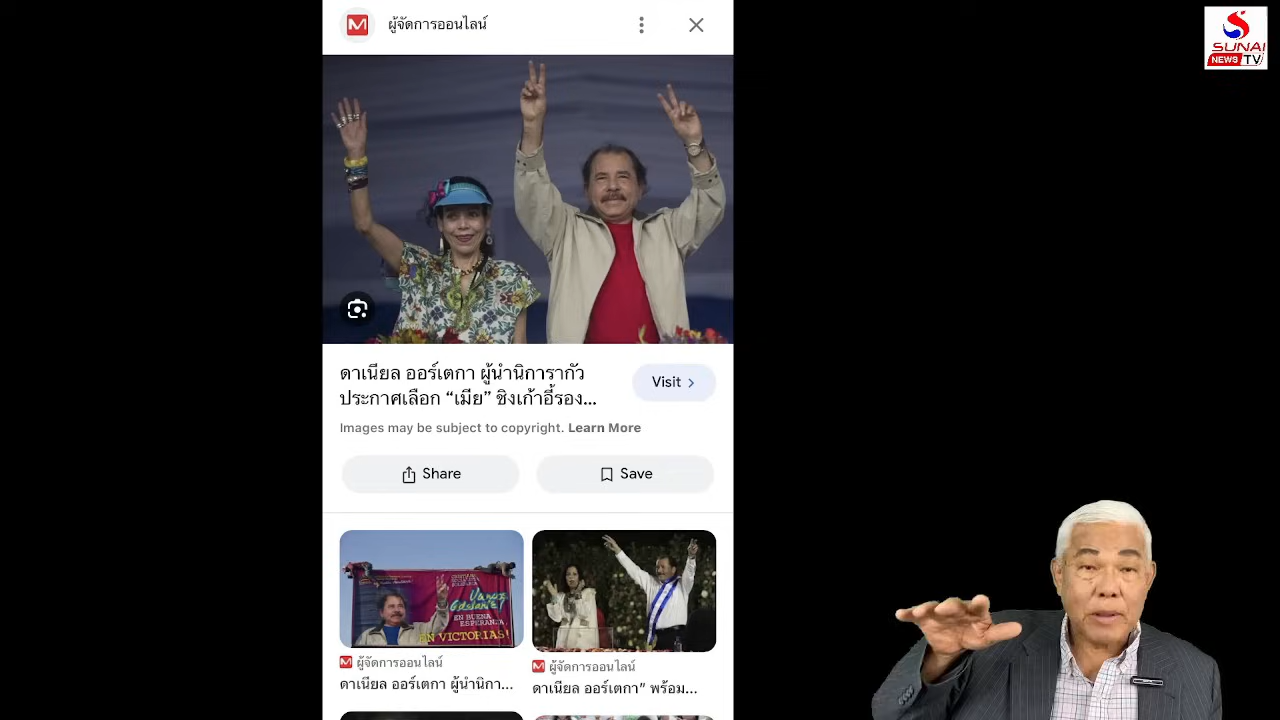 ผู้จัดการออนไลน์
SUNAI
NEWS TV
ดาเนียล ออร์เตกา ผู้นำนิการากัว
ประกาศเลือก “เมีย” ชิงเก้าอี้รอง...
Visit
Images may be subject to copyright. Learn More
Share
Save
EN BUENA
ESPERANZA,
EN VICTORIAS!
ผู้จัดการออนไลน์
ดาเนียล ออร์เตกา ผู้นำนิกา...
ผู้จัดการออนไลน์
ดาเนียล ออร์เตกา” พร้อม...